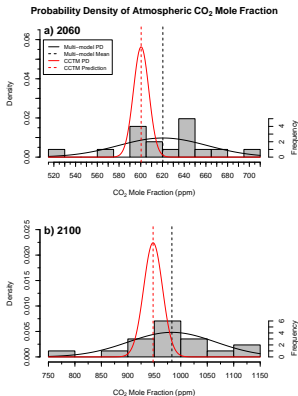 Probability Density of Atmospheric CO₂ Mole Fraction
a) 2060
Multi-model PD
Multi-model Mean
CCTM PD
CCTM Prediction
Density
0.00 0.02 0.04 0.06
Frequency
0 2 4
520 540 560 580 600 620 640 660 680 700
CO₂ Mole Fraction (ppm)
b) 2100
Density
0.000 0.005 0.010 0.015 0.020 0.025
Frequency
0 2 4 6
750 800 850 900 950 1000 1050 1100 1150
CO₂ Mole Fraction (ppm)